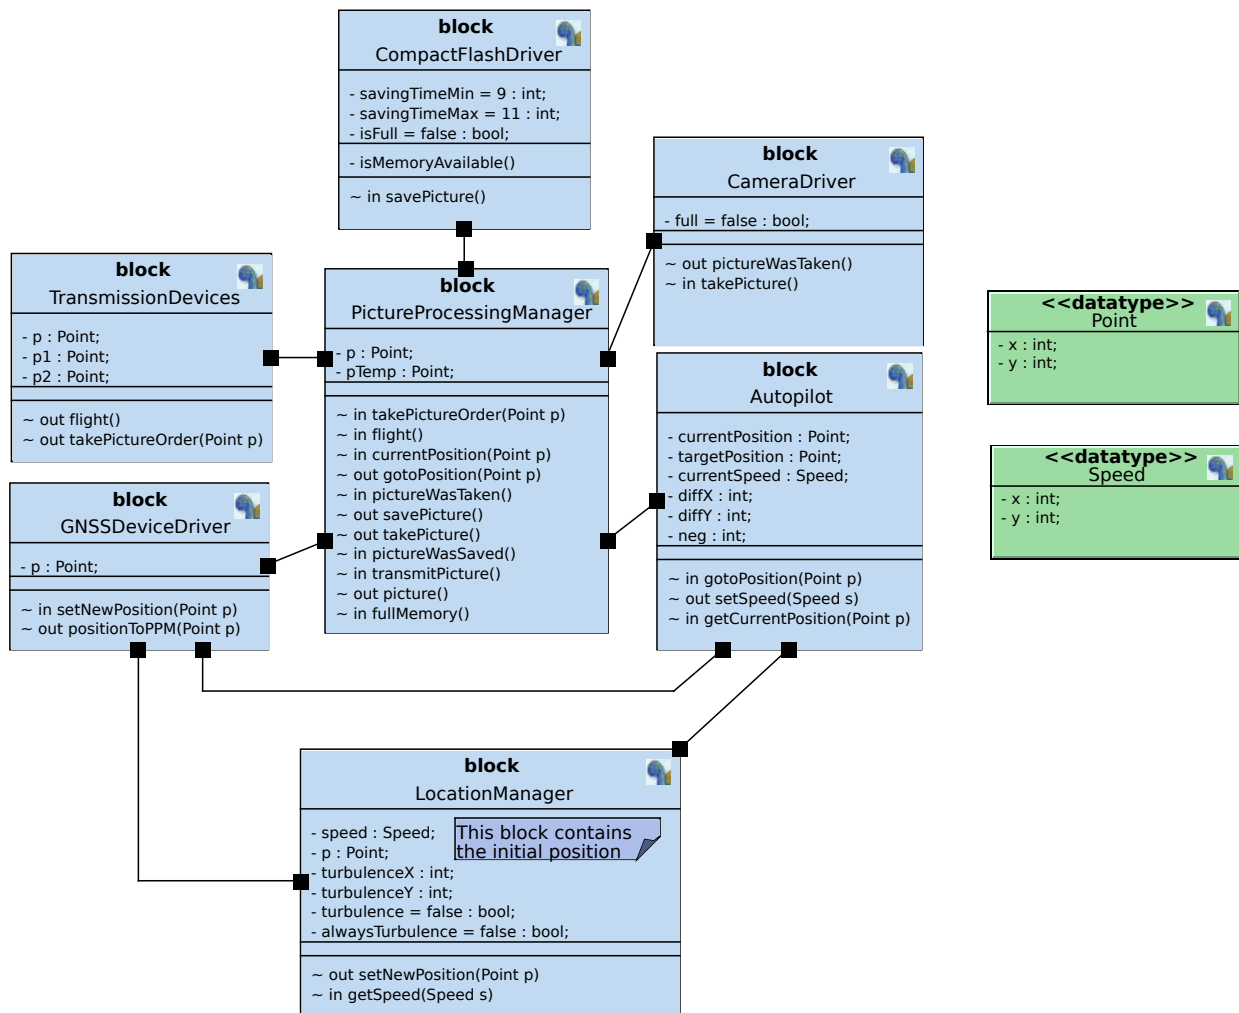 block
CompactFlashDriver
- savingTimeMin = 9 : int;
- savingTimeMax = 11 : int;
- isFull = false : bool;
- isMemoryAvailable()
~ in savePicture()
block
CameraDriver
- full = false : bool;
~ out pictureWasTaken()
~ in takePicture()
block
TransmissionDevices
- p : Point;
- p1 : Point;
- p2 : Point;
~ out flight()
~ out takePictureOrder(Point p)
block
PictureProcessingManager
- p : Point;
- pTemp : Point;
~ in takePictureOrder(Point p)
~ in flight()
~ in currentPosition(Point p)
~ out gotoPosition(Point p)
~ in pictureWasTaken()
~ out savePicture()
~ out takePicture()
~ in pictureWasSaved()
~ in transmitPicture()
~ out picture()
~ in fullMemory()
block
Autopilot
- currentPosition : Point;
- targetPosition : Point;
- currentSpeed : Speed;
- diffX : int;
- diffY : int;
- neg : int;
~ in gotoPosition(Point p)
~ out setSpeed(Speed s)
~ in getCurrentPosition(Point p)
<<datatype>>
Point
- x : int;
- y : int;
<<datatype>>
Speed
- x : int;
- y : int;
block
GNSSDeviceDriver
- p : Point;
~ in setNewPosition(Point p)
~ out positionToPPM(Point p)
block
LocationManager
- speed : Speed;
- p : Point;
- turbulenceX : int;
- turbulenceY : int;
- turbulence = false : bool;
- alwaysTurbulence = false : bool;
This block contains
the initial position
~ out setNewPosition(Point p)
~ in getSpeed(Speed s)